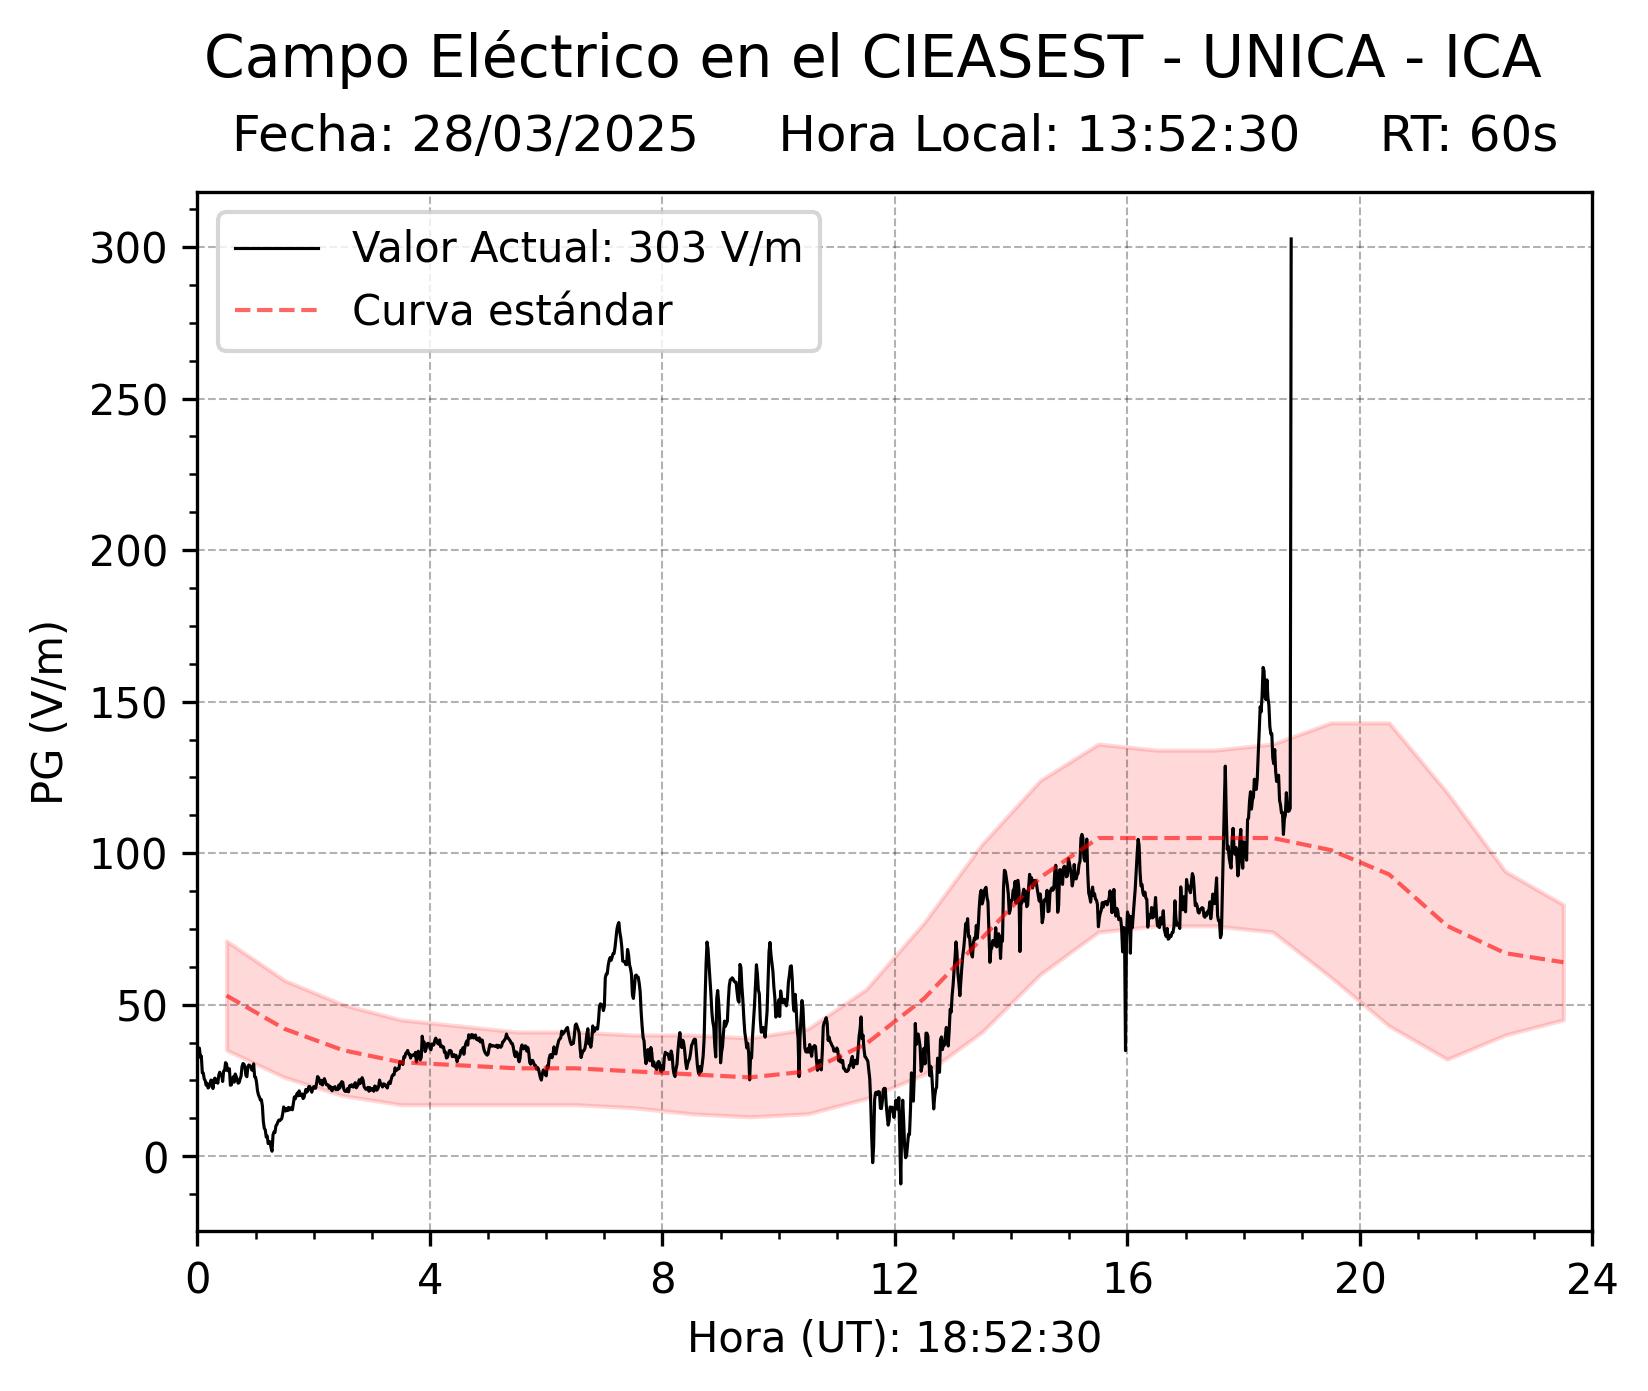 Campo Eléctrico en el CIEASEST - UNICA - ICA
Fecha: 28/03/2025 Hora Local: 13:52:30 RT: 60s
Valor Actual: 303 V/m
Curva estándar
PG (V/m)
300
250
200
150
100
50
0
0 4 8 12 16 20 24
Hora (UT): 18:52:30